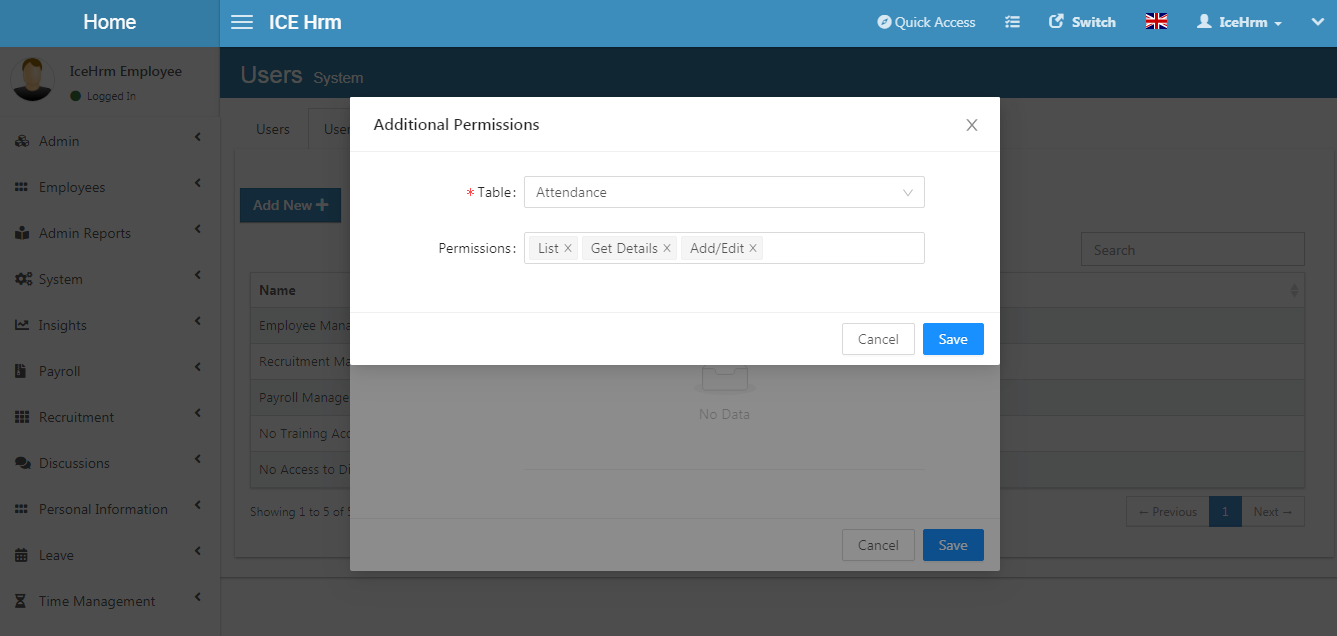 Home
ICE Hrm
Quick Access
Switch
IceHrm
IceHrm Employee
Logged In
Users System
Admin
Employees
Admin Reports
System
Insights
Payroll
Recruitment
Discussions
Personal Information
Leave
Time Management
Users
User
Add New
Search
Name
Employee Mana
Recruitment Ma
Payroll Manage
No Training Acc
No Access to Di
Showing 1 to 5 of 5
← Previous 1 Next →
Additional Permissions
* Table: Attendance
Permissions: List × Get Details × Add/Edit ×
Cancel Save
No Data
Cancel Save